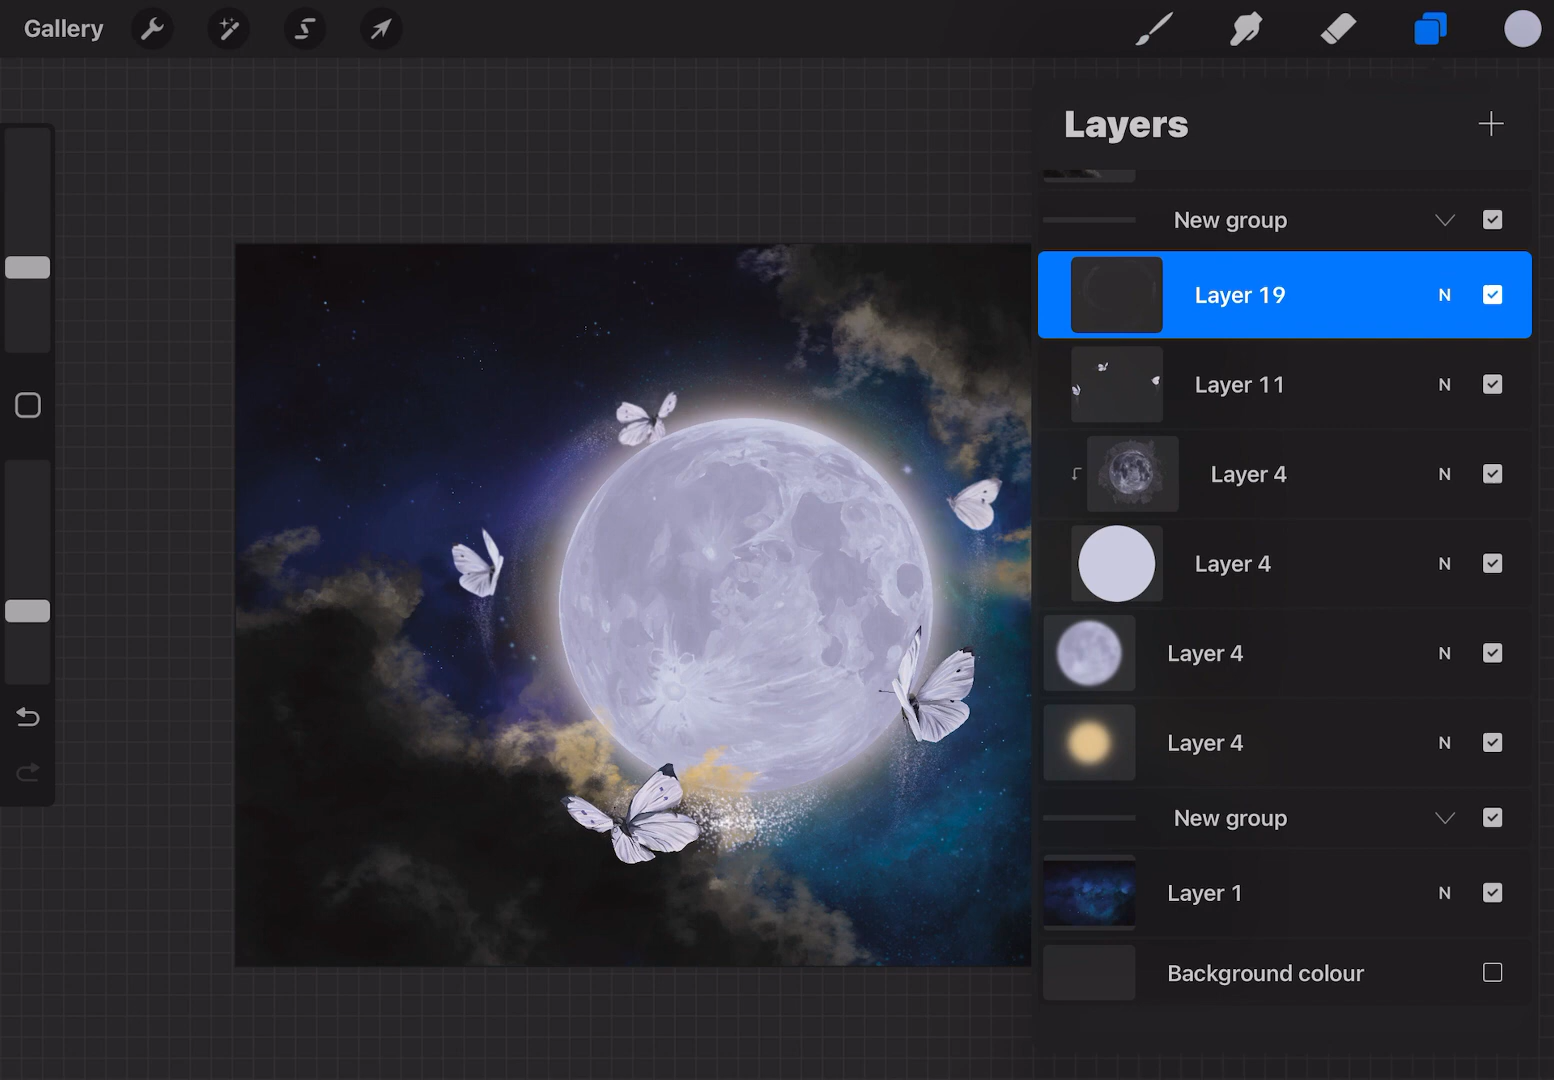 Gallery
Layers
New group
Layer 19 N
Layer 11 N
Layer 4 N
Layer 4 N
Layer 4 N
Layer 4 N
New group
Layer 1 N
Background colour